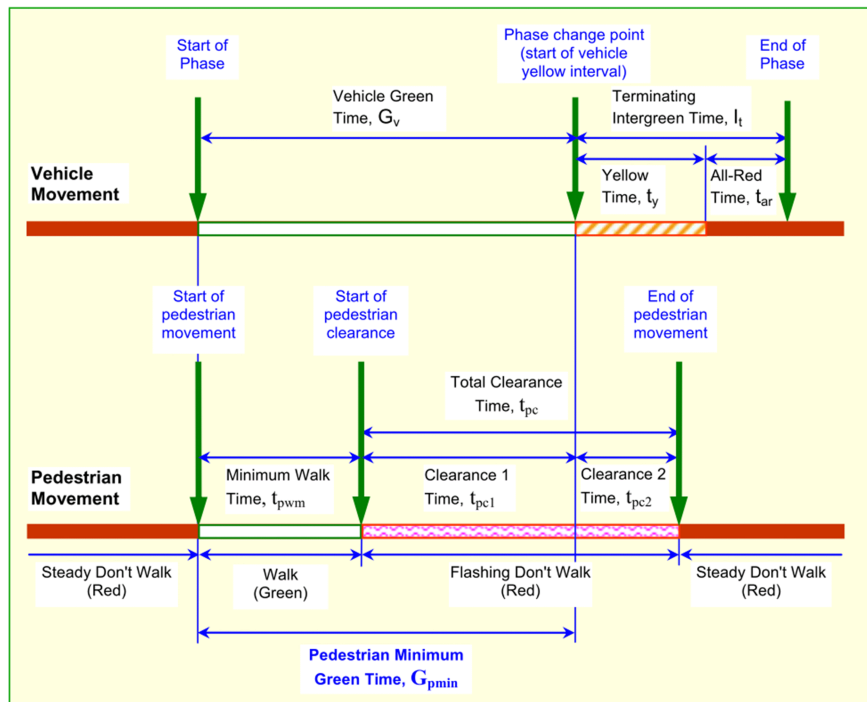 Start of
Phase
Phase change point
(start of vehicle
yellow interval)
End of
Phase
Vehicle Green
Time, Gv
Terminating
Intergreen Time, It
Vehicle
Movement
Yellow
Time, ty
All-Red
Time, tar
Start of
pedestrian
movement
Start of
pedestrian
clearance
End of
pedestrian
movement
Total Clearance
Time, tpc
Pedestrian
Movement
Minimum Walk
Time, tpwm
Clearance 1
Time, tpc1
Clearance 2
Time, tpc2
Steady Don't Walk
(Red)
Walk
(Green)
Flashing Don't Walk
(Red)
Steady Don't Walk
(Red)
Pedestrian Minimum
Green Time, Gpmin